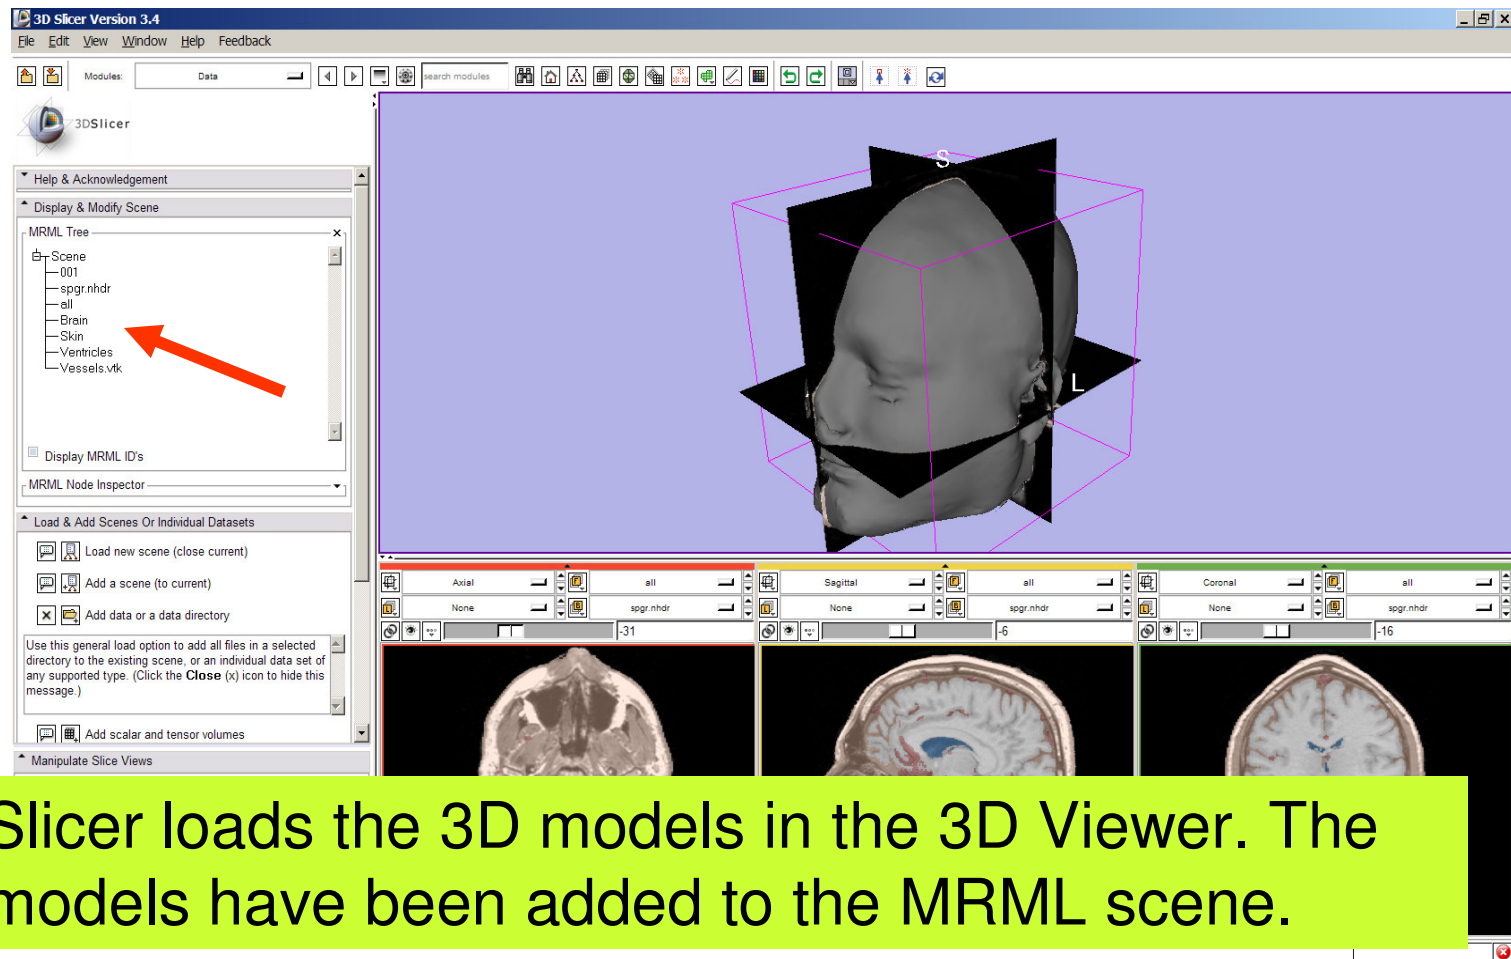 3D Slicer Version 3.4
File Edit View Window Help Feedback
Modules: Data search modules
3DSlicer
Help & Acknowledgement
Display & Modify Scene
MRML Tree
Scene
001
spgr.nhdr
all
Brain
Skin
Ventricles
Vessels.vtk
Display MRML ID's
MRML Node Inspector
Load & Add Scenes Or Individual Datasets
Load new scene (close current)
Add a scene (to current)
Add data or a data directory
Use this general load option to add all files in a selected
directory to the existing scene, or an individual data set of
any supported type. (Click the Close (x) icon to hide this
message.)
Add scalar and tensor volumes
Manipulate Slice Views
S
L
Axial all Sagittal all Coronal all
None spgr.nhdr None spgr.nhdr None spgr.nhdr
-31 -6 -16
Slicer loads the 3D models in the 3D Viewer. The
models have been added to the MRML scene.